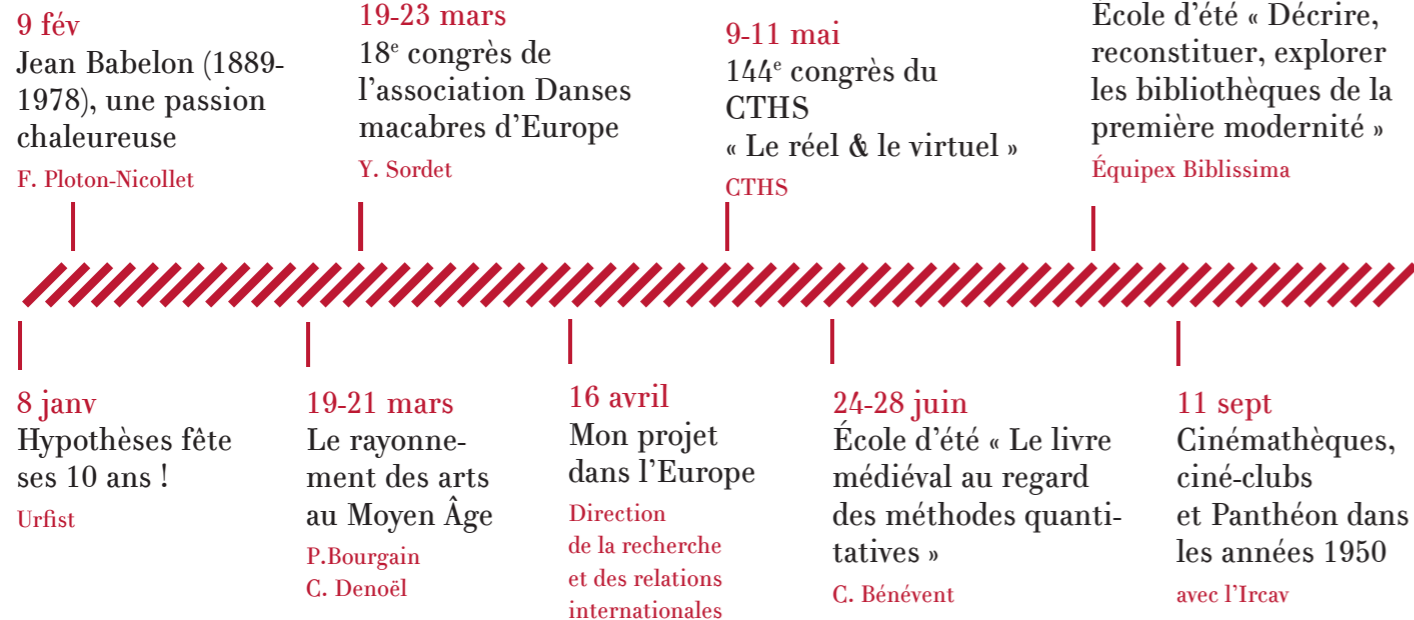 9 fév
Jean Babelon (1889-
1978), une passion
chaleureuse
F. Ploton-Nicollet
19-23 mars
18e congrès de
l’association Danses
macabres d’Europe
Y. Sordet
9-11 mai
144e congrès du
CTHS
« Le réel & le virtuel »
CTHS
École d’été « Décrire,
reconstituer, explorer
les bibliothèques de la
première modernité »
Équipex Biblissima
8 janv
Hypothèses fête
ses 10 ans !
Urfist
19-21 mars
Le rayonne-
ment des arts
au Moyen Âge
P.Bourgain
C. Denoël
16 avril
Mon projet
dans l’Europe
Direction
de la recherche
et des relations
internationales
24-28 juin
École d’été « Le livre
médiéval au regard
des méthodes quanti-
tatives »
C. Bénévent
11 sept
Cinémathèques,
ciné-clubs
et Panthéon dans
les années 1950
avec l’Ircav